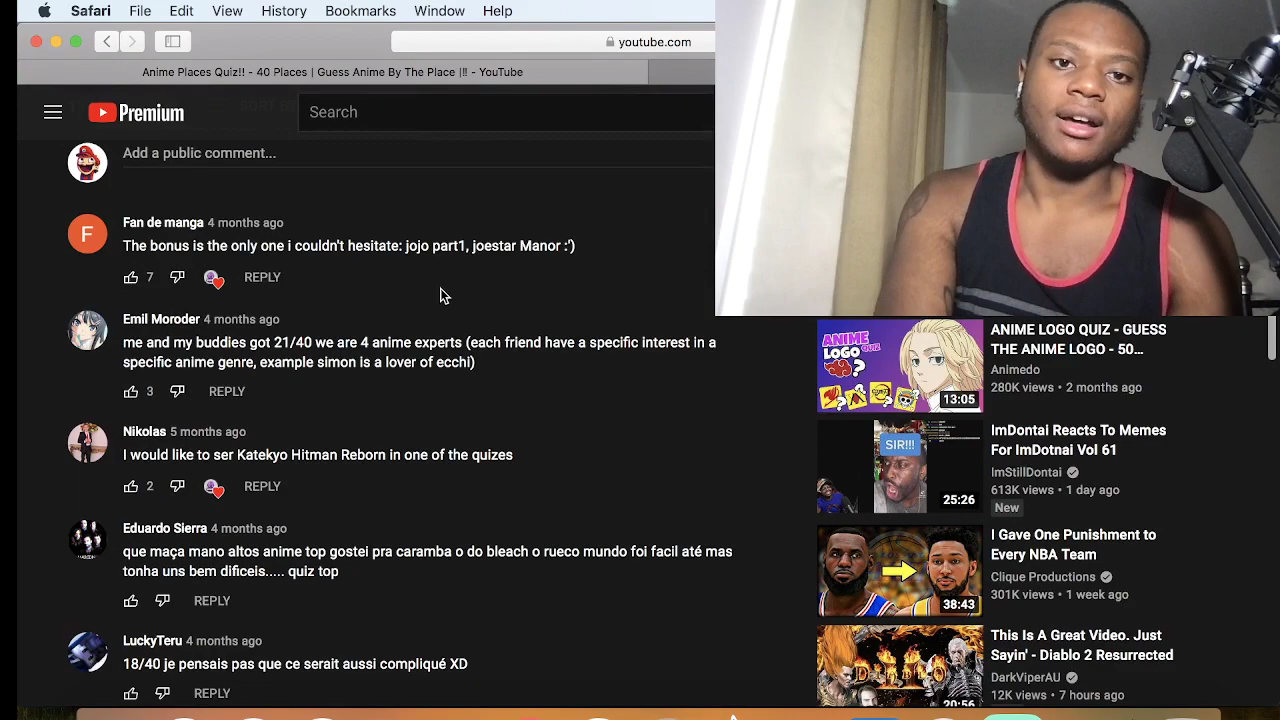 Safari File Edit View History Bookmarks Window Help
youtube.com
Anime Places Quiz!! - 40 Places | Guess Anime By The Place |‼ - YouTube
Premium
Search
Add a public comment...
F
Fan de manga 4 months ago
The bonus is the only one i couldn't hesitate: jojo part1, joestar Manor :')
7 REPLY
Emil Moroder 4 months ago
me and my buddies got 21/40 we are 4 anime experts (each friend have a specific interest in a
specific anime genre, example simon is a lover of ecchi)
3 REPLY
Nikolas 5 months ago
I would like to ser Katekyo Hitman Reborn in one of the quizes
2 REPLY
Eduardo Sierra 4 months ago
que maça mano altos anime top gostei pra caramba o do bleach o rueco mundo foi facil até mas
tonha uns bem dificeis..... quiz top
REPLY
LuckyTeru 4 months ago
18/40 je pensais pas que ce serait aussi compliqué XD
REPLY
ANIME
LOGO QUIZ
13:05
ANIME LOGO QUIZ - GUESS
THE ANIME LOGO - 50...
Animedo
280K views • 2 months ago
SIR!!!
25:26
ImDontai Reacts To Memes
For ImDotnai Vol 61
ImStillDontai
613K views • 1 day ago
New
38:43
I Gave One Punishment to
Every NBA Team
Clique Productions
301K views • 1 week ago
DIABLO
20:56
This Is A Great Video. Just
Sayin' - Diablo 2 Resurrected
DarkViperAU
12K views • 7 hours ago